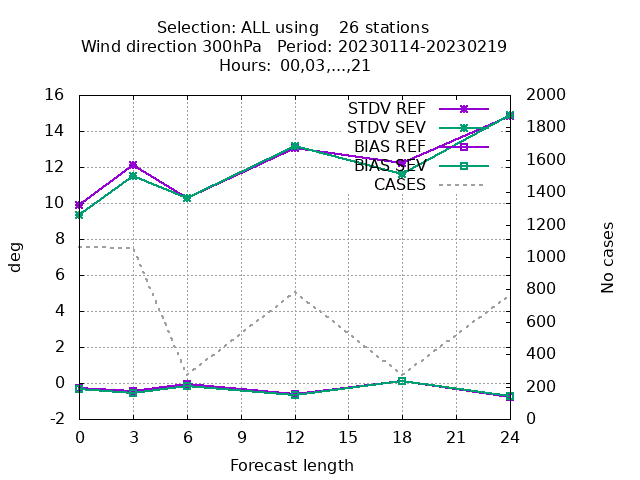 Selection: ALL using    26 stations
Wind direction 300hPa   Period: 20230114-20230219
Hours: 00,03,...,21
16
14
12
10
8
6
4
2
0
-2
deg
STDV REF
STDV SEV
BIAS REF
BIAS SEV
CASES
2000
1800
1600
1400
1200
1000
800
600
400
200
0
No cases
0 3 6 9 12 15 18 21 24
Forecast length